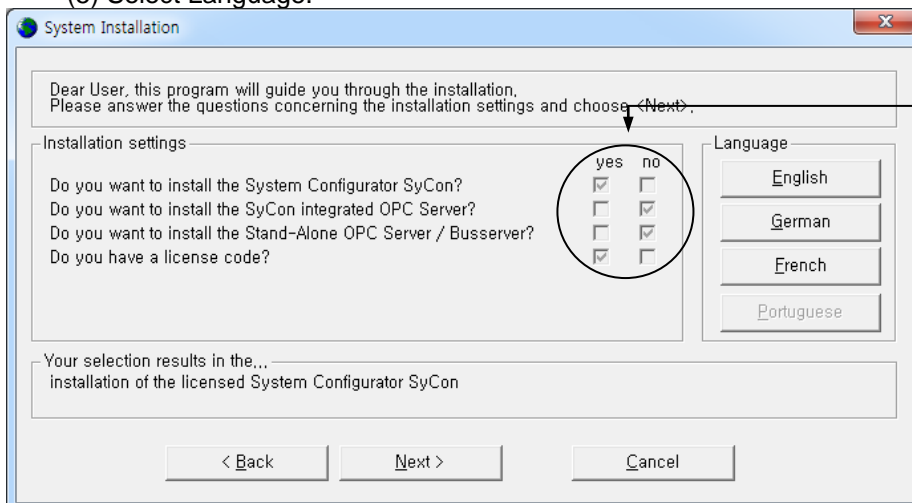 System Installation
Dear User, this program will guide you through the installation,
Please answer the questions concerning the installation settings and choose <Next>,
Installation settings
yes no
Do you want to install the System Configurator SyCon?
Do you want to install the SyCon integrated OPC Server?
Do you want to install the Stand-Alone OPC Server / Busserver?
Do you have a license code?
Language
English
German
French
Portuguese
Your selection results in the,,,
installation of the licensed System Configurator SyCon
< Back
Next >
Cancel